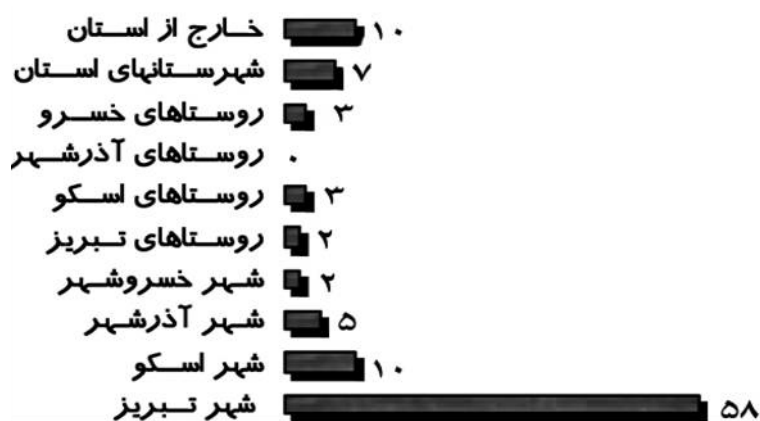 خارج از استان ۱۰
شهرستانهای استان ۷
روستاهای خسرو ۳
روستاهای آذرشهر ۰
روستاهای اسکو ۳
روستاهای تبریز ۲
شهر خسروشهر ۲
شهر آذرشهر ۵
شهر اسکو ۱۰
شهر تبریز ۵۸